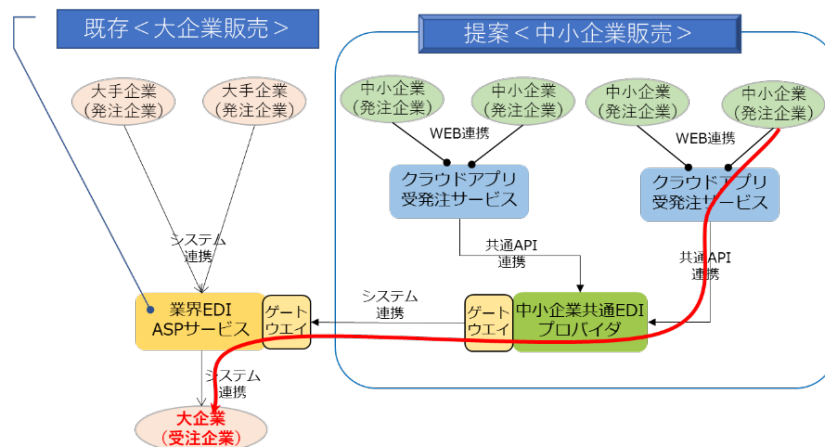 既存＜大企業販売＞
提案＜中小企業販売＞
大手企業
(発注企業)
大手企業
(発注企業)
中小企業
(発注企業)
中小企業
(発注企業)
中小企業
(発注企業)
中小企業
(発注企業)
WEB連携
WEB連携
クラウドアプリ
受発注サービス
クラウドアプリ
受発注サービス
システム
連携
共通API
連携
共通API
連携
業界EDI
ASPサービス
ゲート
ウエイ
システム
連携
ゲート
ウエイ
中小企業共通EDI
プロバイダ
システム
連携
大企業
(受注企業)